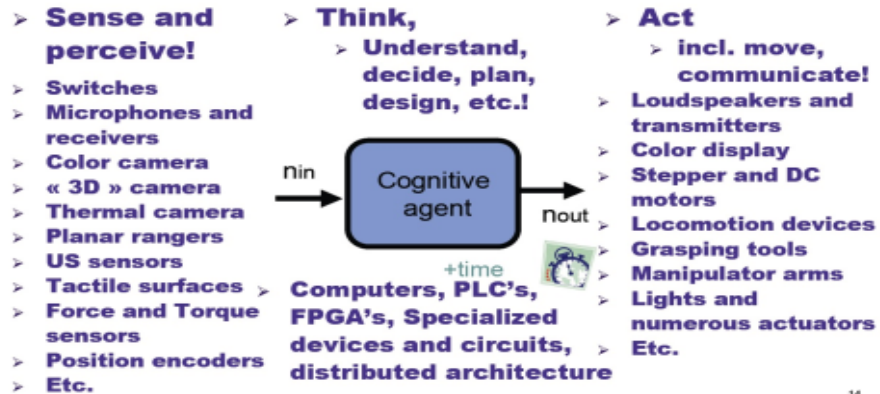 ➢ Sense and
perceive!
➢ Switches
➢ Microphones and
receivers
➢ Color camera
➢ « 3D » camera
➢ Thermal camera
➢ Planar rangers
➢ US sensors
➢ Tactile surfaces
➢ Force and Torque
sensors
➢ Position encoders
➢ Etc.
➢ Think,
➢ Understand,
decide, plan,
design, etc.!
nin
Cognitive
agent
nout
+time
➢ Computers, PLC's,
FPGA's, Specialized
devices and circuits,
distributed architecture
➢ Act
➢ incl. move,
communicate!
➢ Loudspeakers and
transmitters
➢ Color display
➢ Stepper and DC
motors
➢ Locomotion devices
➢ Grasping tools
➢ Manipulator arms
➢ Lights and
numerous actuators
➢ Etc.